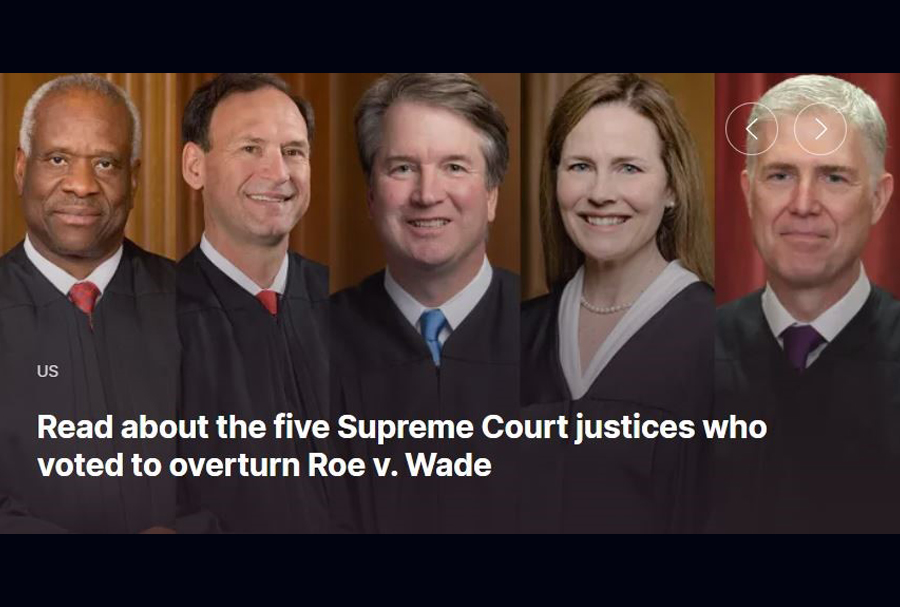 US
Read about the five Supreme Court justices who
voted to overturn Roe v. Wade